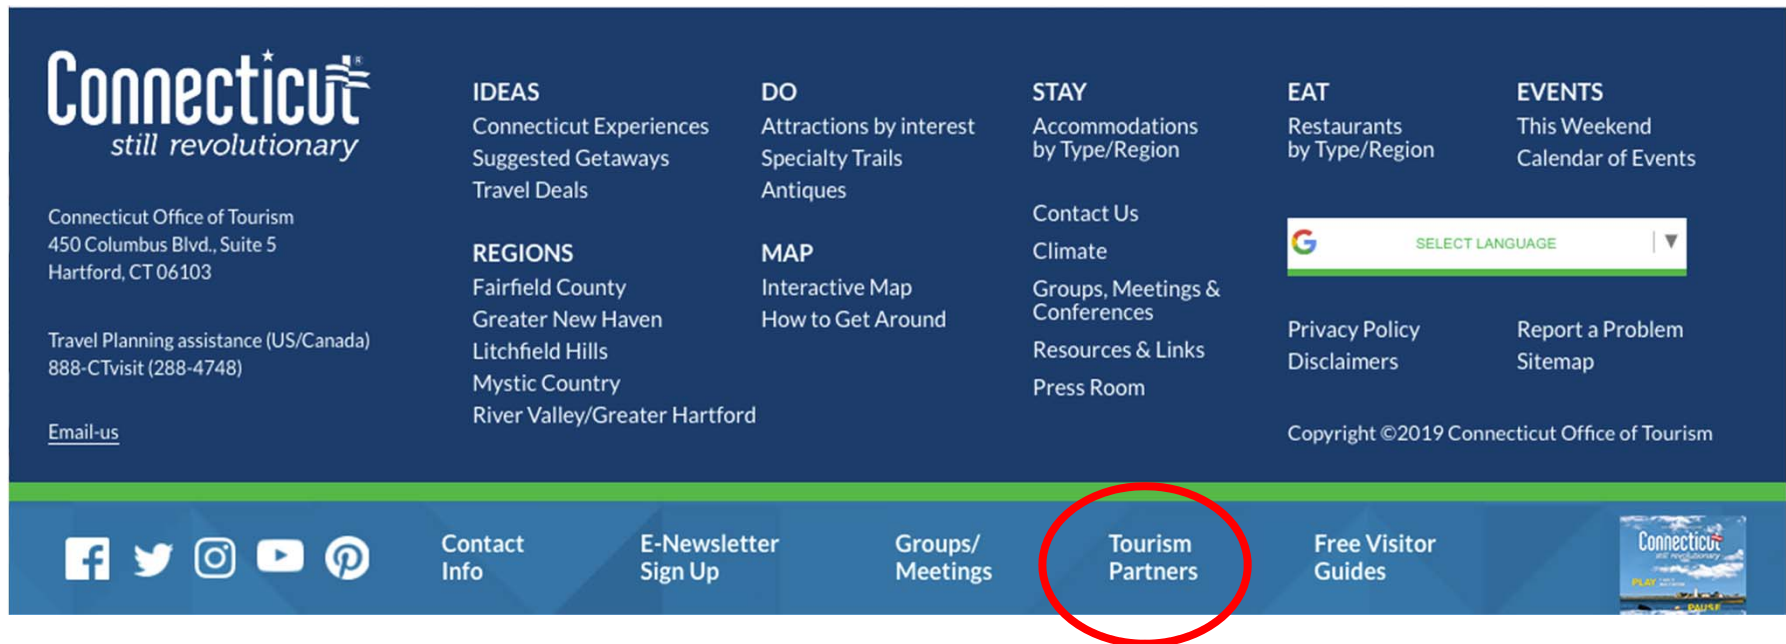 Connecticut®
still revolutionary
Connecticut Office of Tourism
450 Columbus Blvd., Suite 5
Hartford, CT 06103
Travel Planning assistance (US/Canada)
888-CTvisit (288-4748)
Email-us
IDEAS
Connecticut Experiences
Suggested Getaways
Travel Deals
REGIONS
Fairfield County
Greater New Haven
Litchfield Hills
Mystic Country
River Valley/Greater Hartford
DO
Attractions by interest
Specialty Trails
Antiques
MAP
Interactive Map
How to Get Around
STAY
Accommodations
by Type/Region
Contact Us
Climate
Groups, Meetings &
Conferences
Resources & Links
Press Room
EAT
Restaurants
by Type/Region
EVENTS
This Weekend
Calendar of Events
G SELECT LANGUAGE ▼
Privacy Policy
Disclaimers
Report a Problem
Sitemap
Copyright ©2019 Connecticut Office of Tourism
Contact
Info
E-Newsletter
Sign Up
Groups/
Meetings
Tourism
Partners
Free Visitor
Guides
Connecticut
still revolutionary
PLAY
PAUSE